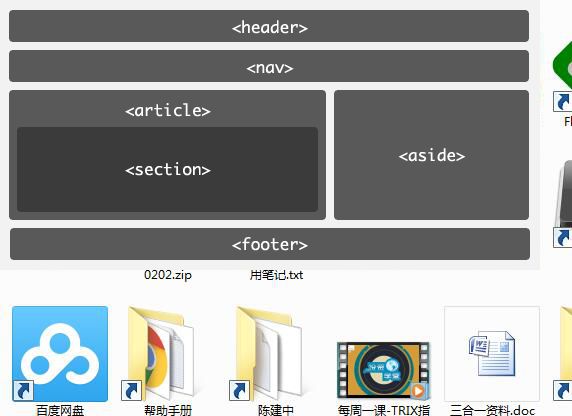 <header>
<nav>
<article>
<section>
<aside>
<footer>
0202.zip
用笔记.txt
百度网盘
帮助手册
陈建中
每周一课-TRIX指
三合一资料.doc